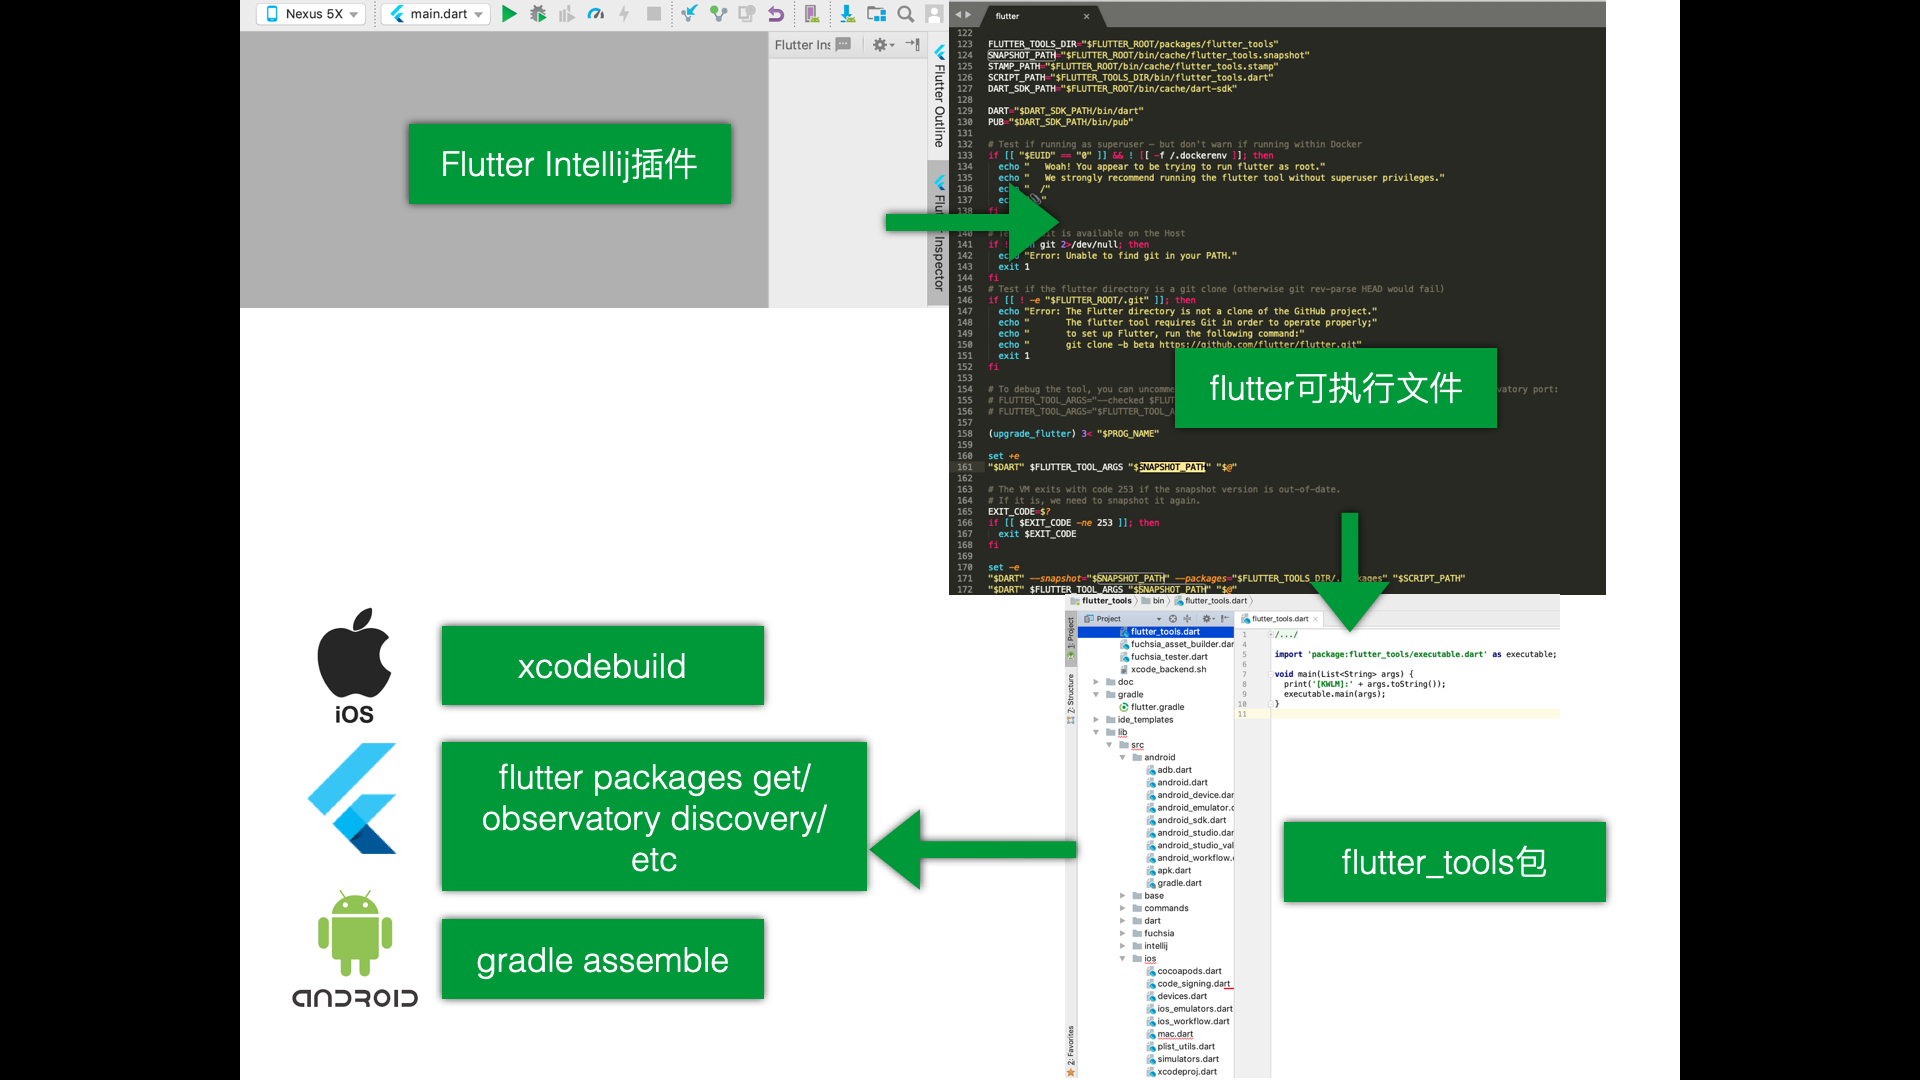 Nexus 5X
main.dart
Flutter Ins
Flutter Outline
Flutter Inspector
Flutter Intellij插件
flutter
122
123 FLUTTER_TOOLS_DIR="$FLUTTER_ROOT/packages/flutter_tools"
124 SNAPSHOT_PATH="$FLUTTER_ROOT/bin/cache/flutter_tools.snapshot"
125 STAMP_PATH="$FLUTTER_ROOT/bin/cache/flutter_tools.stamp"
126 SCRIPT_PATH="$FLUTTER_TOOLS_DIR/bin/flutter_tools.dart"
127 DART_SDK_PATH="$FLUTTER_ROOT/bin/cache/dart-sdk"
128
129 DART="$DART_SDK_PATH/bin/dart"
130 PUB="$DART_SDK_PATH/bin/pub"
131
132 # Test if running as superuser – but don't warn if running within Docker
133 if [[ "$EUID" == "0" ]] && ! [[ -f /.dockerenv ]]; then
134 echo "   Woah! You appear to be trying to run flutter as root."
135 echo "   We strongly recommend running the flutter tool without superuser privileges."
136 echo "  /"
137
138 fi
140 is available on the Host
141 if ! git 2>/dev/null; then
142 echo "Error: Unable to find git in your PATH."
143 exit 1
144 fi
145 # Test if the flutter directory is a git clone (otherwise git rev-parse HEAD would fail)
146 if [[ ! -e "$FLUTTER_ROOT/.git" ]]; then
147 echo "Error: The Flutter directory is not a clone of the GitHub project."
148 echo "       The flutter tool requires Git in order to operate properly;"
149 echo "       to set up Flutter, run the following command:"
150 echo "       git clone -b beta https://github.com/flutter/flutter.git"
151 exit 1
152 fi
153
154 # To debug the tool, you can uncomme vatory port:
155 # FLUTTER_TOOL_ARGS="--checked $FLUT
156 # FLUTTER_TOOL_ARGS="$FLUTTER_TOOL_A
157
158 (upgrade_flutter) 3< "$PROG_NAME"
159
160 set +e
161 "$DART" $FLUTTER_TOOL_ARGS "$SNAPSHOT_PATH" "$@"
162
163 # The VM exits with code 253 if the snapshot version is out-of-date.
164 # If it is, we need to snapshot it again.
165 EXIT_CODE=$?
166 if [[ $EXIT_CODE -ne 253 ]]; then
167 exit $EXIT_CODE
168 fi
169
170 set -e
171 "$DART" --snapshot="$SNAPSHOT_PATH" --packages="$FLUTTER_TOOLS_DIR/.packages" "$SCRIPT_PATH"
172 "$DART" $FLUTTER_TOOL_ARGS "$SNAPSHOT_PATH" "$@"
flutter可执行文件
flutter_tools bin flutter_tools.dart
Project
1: Project
7: Structure
2: Favorites
flutter_tools.dart
fuchsia_asset_builder.dar
fuchsia_tester.dart
xcode_backend.sh
doc
gradle
flutter.gradle
ide_templates
lib
src
android
adb.dart
android.dart
android_device.dar
android_emulator.d
android_sdk.dart
android_studio.dar
android_studio_val
android_workflow.d
apk.dart
gradle.dart
base
commands
dart
fuchsia
intellij
ios
cocoapods.dart
code_signing.dart
devices.dart
ios_emulators.dart
ios_workflow.dart
mac.dart
plist_utils.dart
simulators.dart
xcodeproj.dart
flutter_tools.dart
1 /.../
4
5 import 'package:flutter_tools/executable.dart' as executable;
6
7 void main(List<String> args) {
8 print('[KWLM]:' + args.toString());
9 executable.main(args);
10 }
11
flutter_tools包
iOS
xcodebuild
flutter packages get/
observatory discovery/
etc
ANDROID
gradle assemble